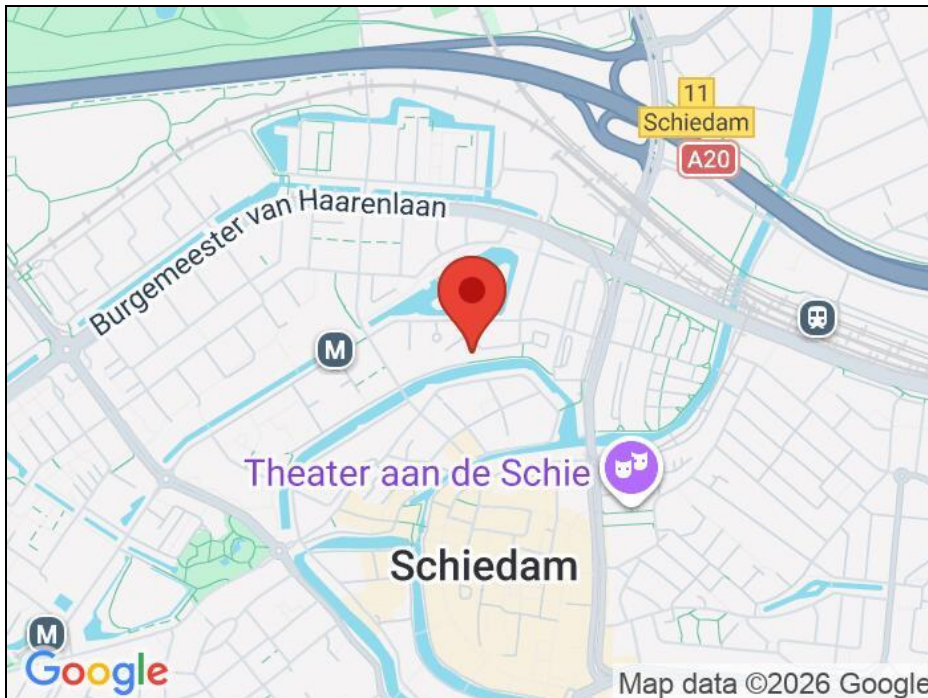 11
Schiedam
A20
Burgemeester van Haarenlaan
M
Theater aan de Schie
Schiedam
M
Google
Map data ©2026 Google